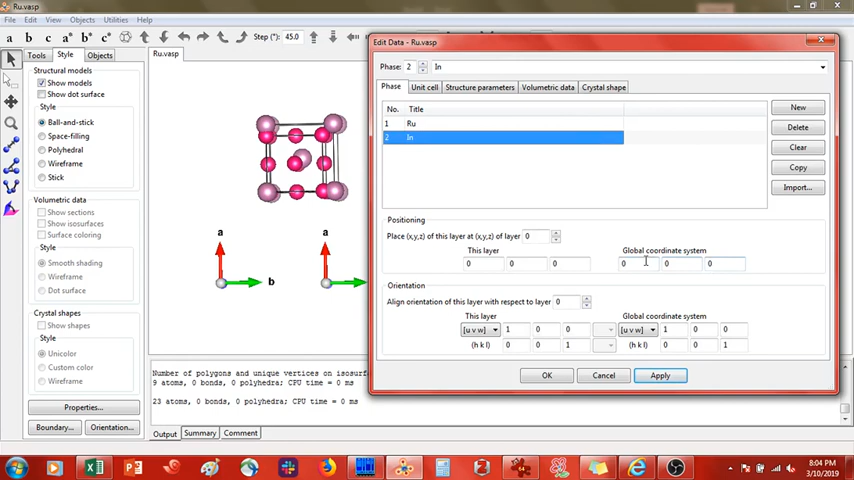 Ru.vasp
File Edit View Objects Utilities Help
a b c a* b* c* Step (°): 45.0
Tools Style Objects
Ru.vasp
Structural models
Show models
Show dot surface
Style
Ball-and-stick
Space-filling
Polyhedral
Wireframe
Stick
Volumetric data
Show sections
Show isosurfaces
Surface coloring
Style
Smooth shading
Wireframe
Dot surface
Crystal shapes
Show shapes
Style
Unicolor
Custom color
Wireframe
Properties...
Boundary... Orientation...
a a
b
Number of polygons and unique vertices on isosurfa
9 atoms, 0 bonds, 0 polyhedra; CPU time = 0 ms
23 atoms, 0 bonds, 0 polyhedra; CPU time = 0 ms
Output Summary Comment
Edit Data - Ru.vasp
Phase: 2 In
Phase Unit cell Structure parameters Volumetric data Crystal shape
No. Title
1 Ru
2 In
New
Delete
Clear
Copy
Import...
Positioning
Place (x,y,z) of this layer at (x,y,z) of layer 0
This layer Global coordinate system
0 0 0 0 0 0
Orientation
Align orientation of this layer with respect to layer 0
This layer Global coordinate system
[u v w] 1 0 0 [u v w] 1 0 0
(h k l) 0 0 1 (h k l) 0 0 1
OK Cancel Apply
8:04 PM
3/10/2019